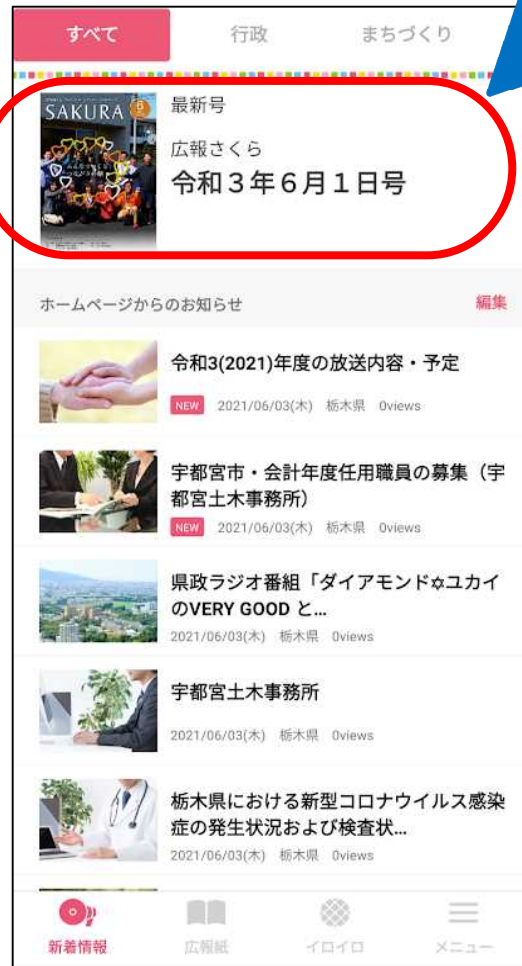 すべて 行政 まちづくり
SAKURA 6
最新号
広報さくら
令和３年６月１日号
ホームページからのお知らせ 編集
令和3(2021)年度の放送内容・予定
NEW 2021/06/03(木) 栃木県 0views
宇都宮市・会計年度任用職員の募集（宇
都宮土木事務所）
NEW 2021/06/03(木) 栃木県 0views
県政ラジオ番組「ダイアモンド✡ユカイ
のVERY GOOD と...
2021/06/03(木) 栃木県 0views
宇都宮土木事務所
2021/06/03(木) 栃木県 0views
栃木県における新型コロナウイルス感染
症の発生状況および検査状...
2021/06/03(木) 栃木県 0views
新着情報 広報紙 イロイロ メニュー